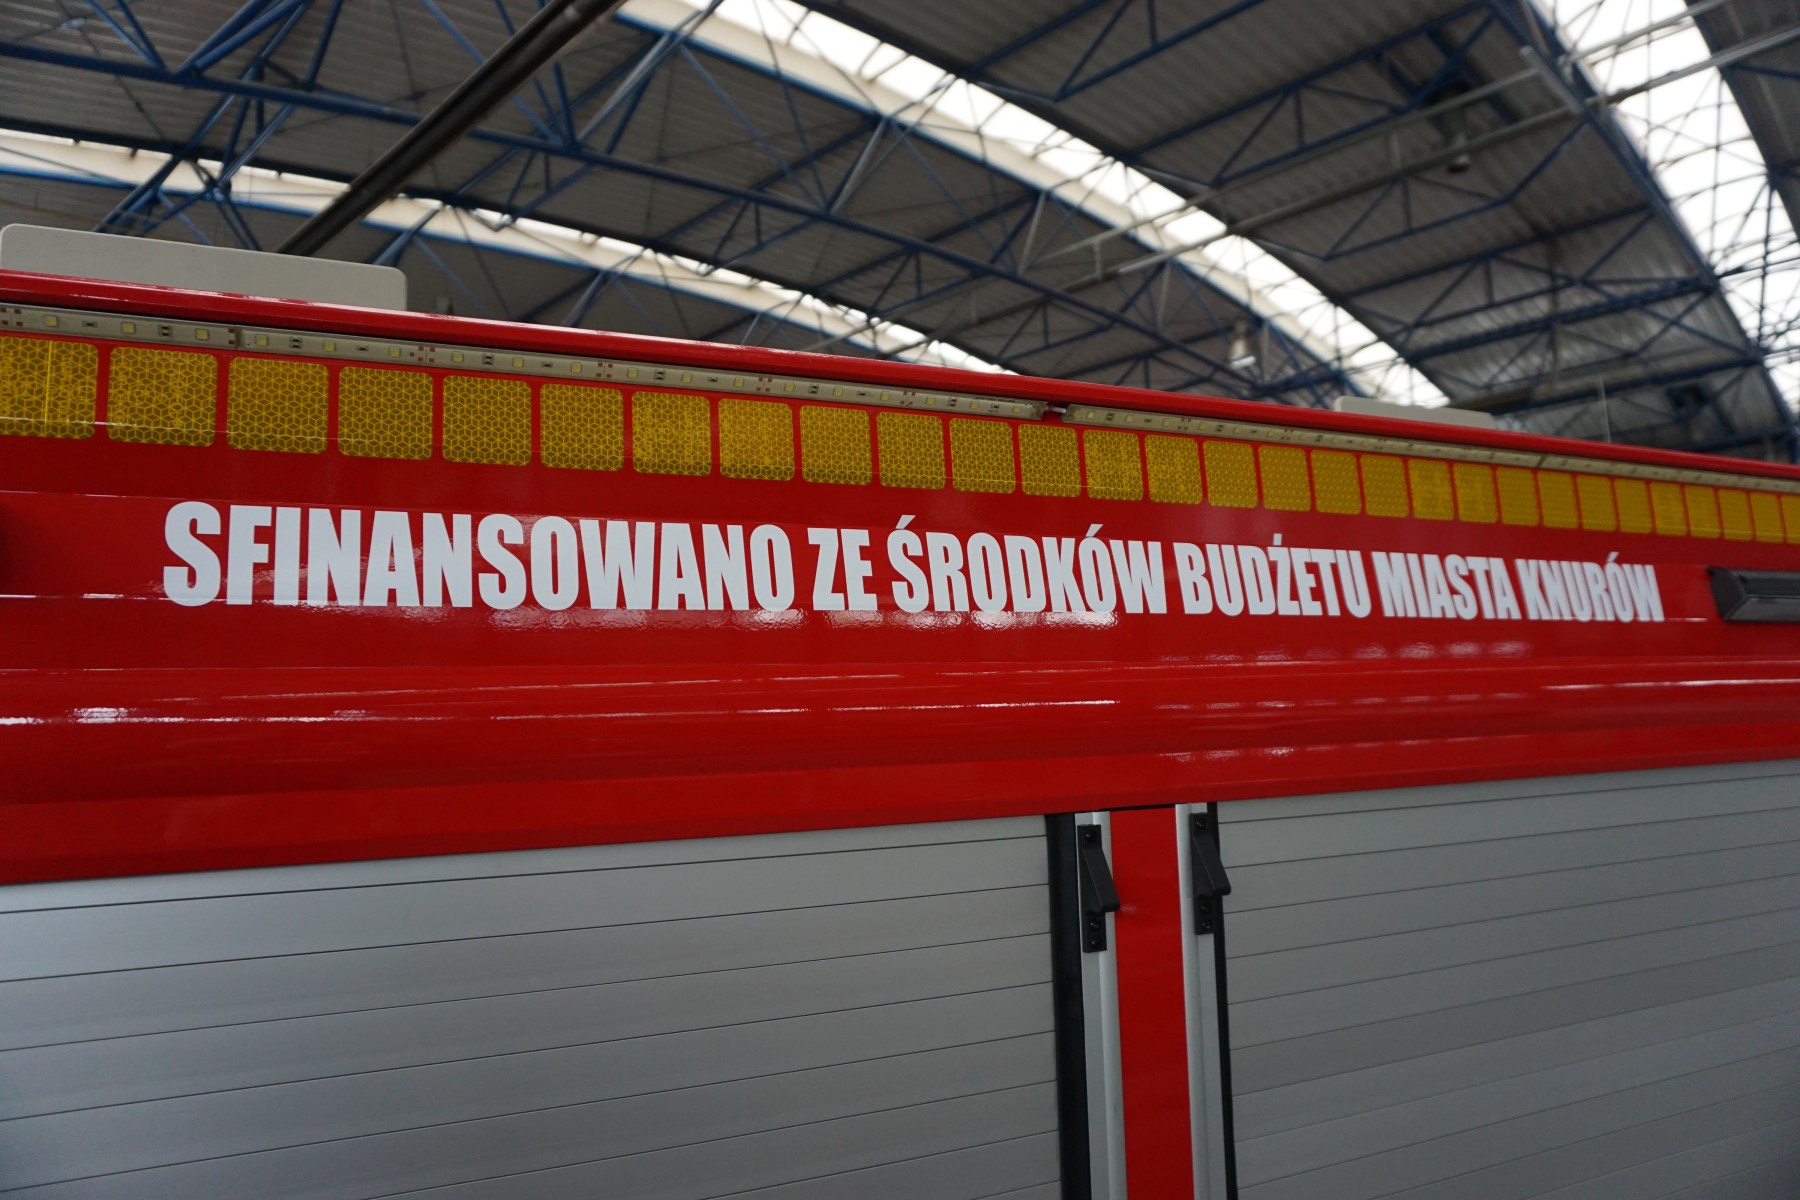 SFINANSOWANO ZE ŚRODKÓW BUDŻETU MIASTA KNURÓW